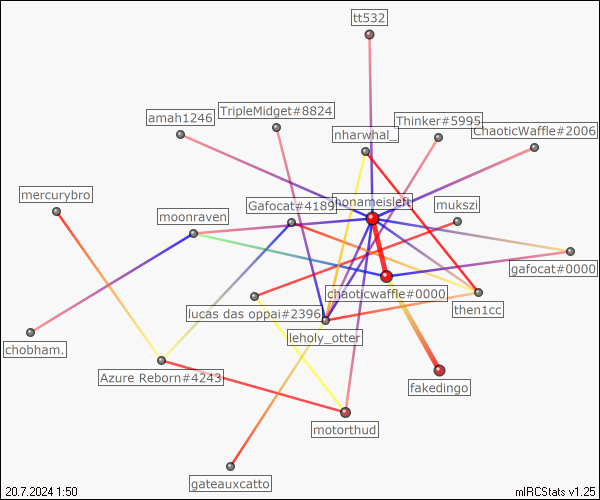 tt532
amah1246
TripleMidget#8824
Thinker#5995
nharwhal_
ChaoticWaffle#2006
mercurybro
Gafocat#4189
nonameisleft
mukszi
moonraven
gafocat#0000
chaoticwaffle#0000
lucas das oppai#2396
then1cc
leholy_otter
chobham.
Azure Reborn#4243
fakedingo
motorthud
gateauxcatto
20.7.2024 1:50
mIRCStats v1.25